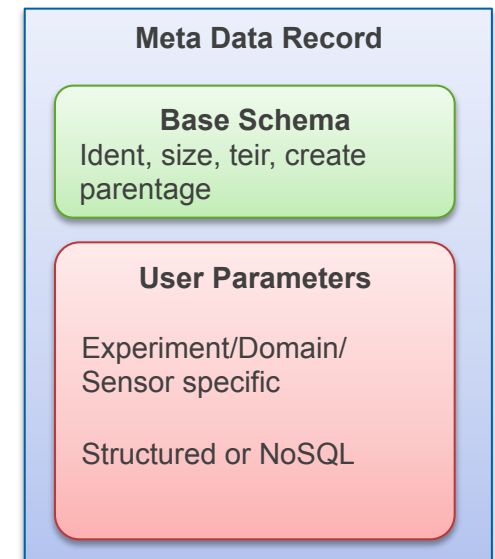 Meta Data Record
Base Schema
Ident, size, teir, create
parentage
User Parameters
Experiment/Domain/
Sensor specific
Structured or NoSQL